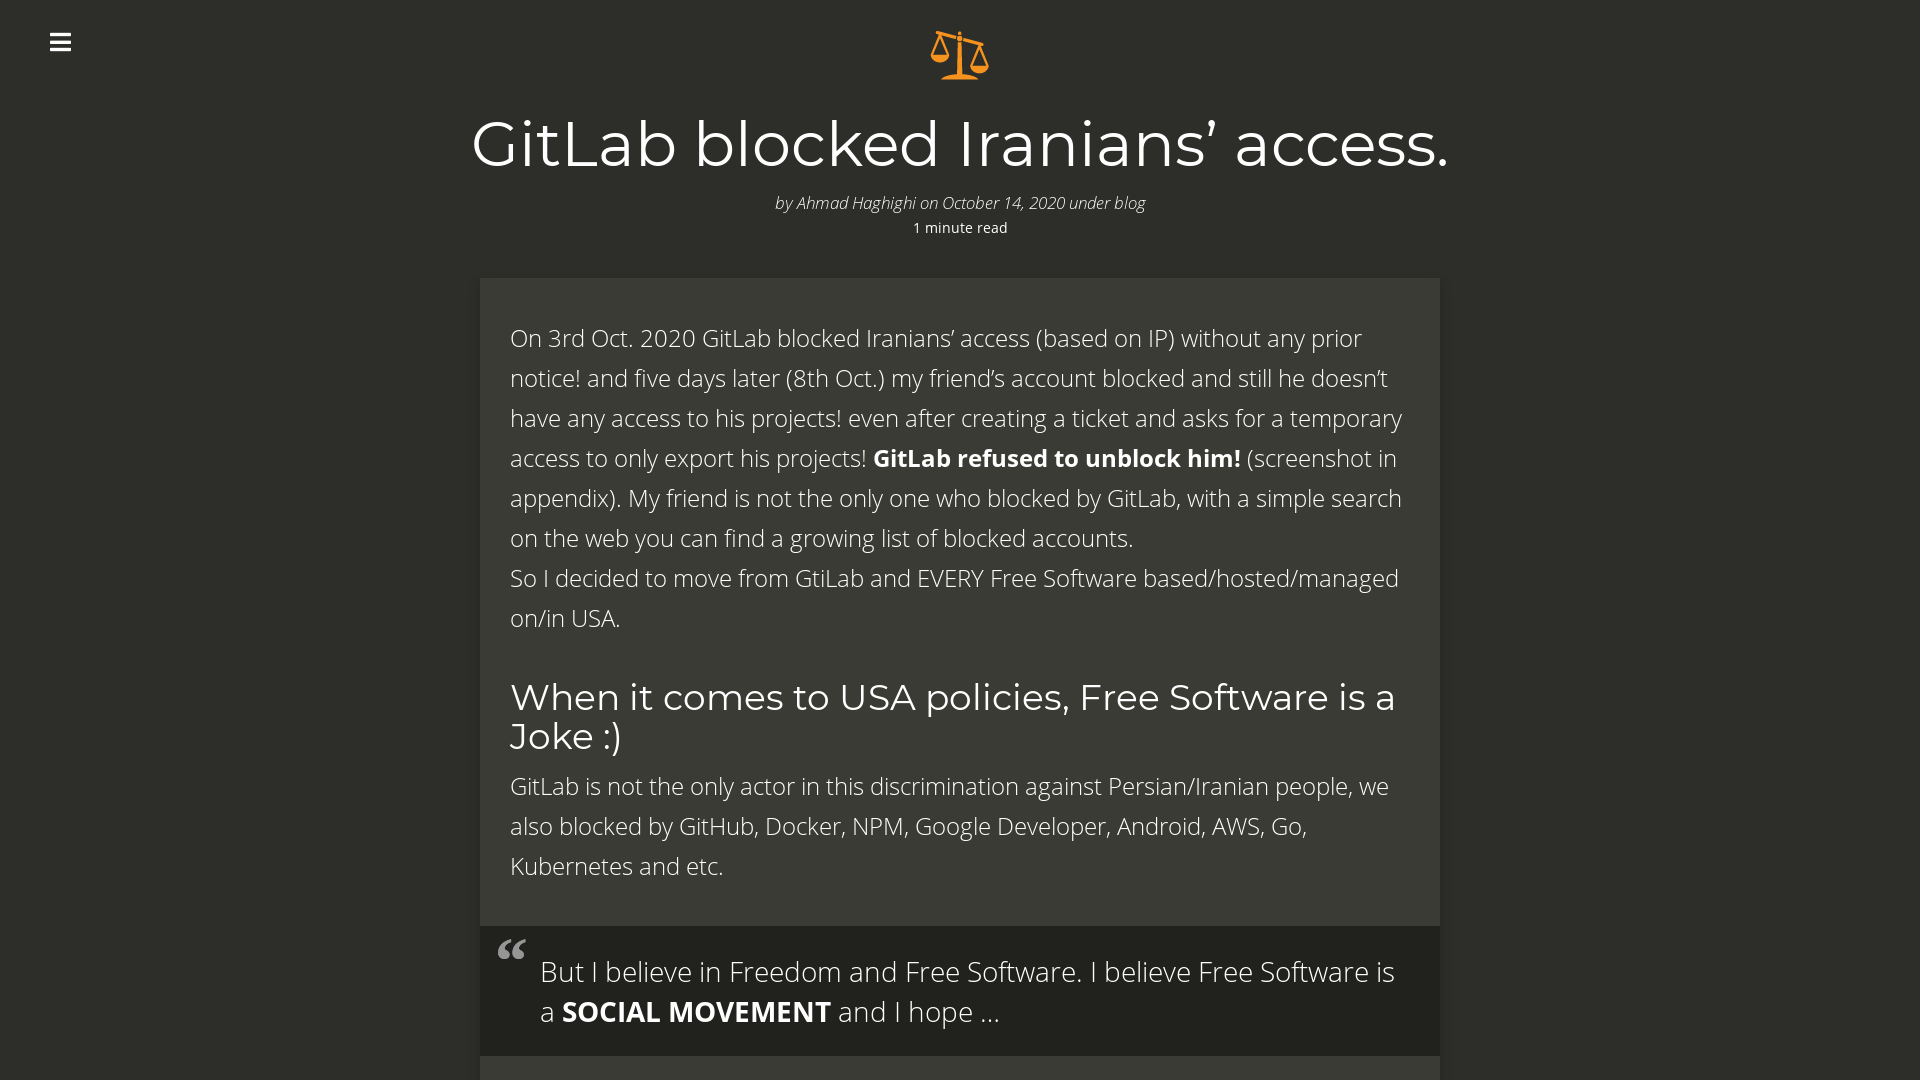 GitLab blocked Iranians’ access.
by Ahmad Haghighi on October 14, 2020 under blog
1 minute read
On 3rd Oct. 2020 GitLab blocked Iranians’ access (based on IP) without any prior
notice! and five days later (8th Oct.) my friend’s account blocked and still he doesn’t
have any access to his projects! even after creating a ticket and asks for a temporary
access to only export his projects! GitLab refused to unblock him! (screenshot in
appendix). My friend is not the only one who blocked by GitLab, with a simple search
on the web you can find a growing list of blocked accounts.
So I decided to move from GtiLab and EVERY Free Software based/hosted/managed
on/in USA.
When it comes to USA policies, Free Software is a
Joke :)
GitLab is not the only actor in this discrimination against Persian/Iranian people, we
also blocked by GitHub, Docker, NPM, Google Developer, Android, AWS, Go,
Kubernetes and etc.
“
But I believe in Freedom and Free Software. I believe Free Software is
a SOCIAL MOVEMENT and I hope …